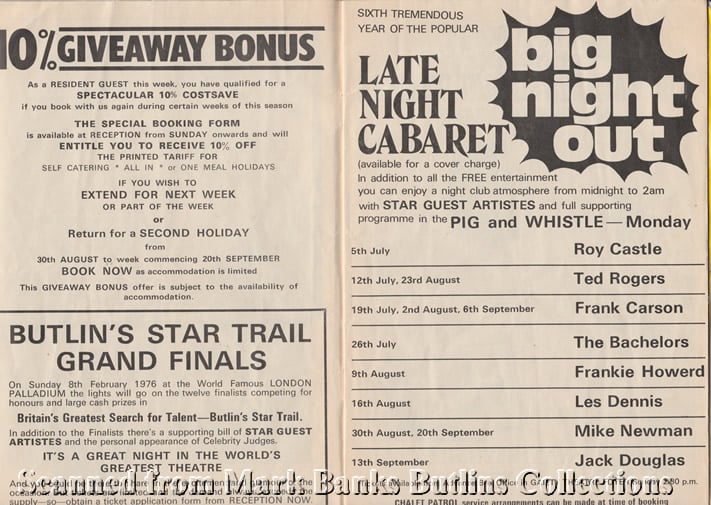 10% GIVEAWAY BONUS
As a RESIDENT GUEST this week, you have qualified for a
SPECTACULAR 10% COSTSAVE
if you book with us again during certain weeks of this season
THE SPECIAL BOOKING FORM
is available at RECEPTION from SUNDAY onwards and will
ENTITLE YOU TO RECEIVE 10% OFF
THE PRINTED TARIFF FOR
SELF CATERING * ALL IN * or ONE MEAL HOLIDAYS
IF YOU WISH TO
EXTEND FOR NEXT WEEK
OR PART OF THE WEEK
or
Return for a SECOND HOLIDAY
from
30th AUGUST to week commencing 20th SEPTEMBER
BOOK NOW as accommodation is limited
This GIVEAWAY BONUS offer is subject to the availability of
accommodation.
BUTLIN'S STAR TRAIL
GRAND FINALS
On Sunday 8th February 1976 at the World Famous LONDON
PALLADIUM the lights will go on the twelve finalists competing for
honours and large cash prizes in
Britain's Greatest Search for Talent—Butlin's Star Trail.
In addition to the Finalists there's a supporting bill of STAR GUEST
ARTISTES and the personal appearance of Celebrity Judges.
IT'S A GREAT NIGHT IN THE WORLD'S
GREATEST THEATRE
supply—so—obtain a ticket application form from RECEPTION NOW.
SIXTH TREMENDOUS
YEAR OF THE POPULAR
big
night
out
LATE
NIGHT
CABARET
(available for a cover charge)
In addition to all the FREE entertainment
you can enjoy a night club atmosphere from midnight to 2am
with STAR GUEST ARTISTES and full supporting
programme in the PIG and WHISTLE—Monday
5th July Roy Castle
12th July, 23rd August Ted Rogers
19th July, 2nd August, 6th September Frank Carson
26th July The Bachelors
9th August Frankie Howerd
16th August Les Dennis
30th August, 20th September Mike Newman
13th September Jack Douglas
CHALET PATROL service arrangements can be made at time of booking
Scanned from Mark Banks Butlins Collections